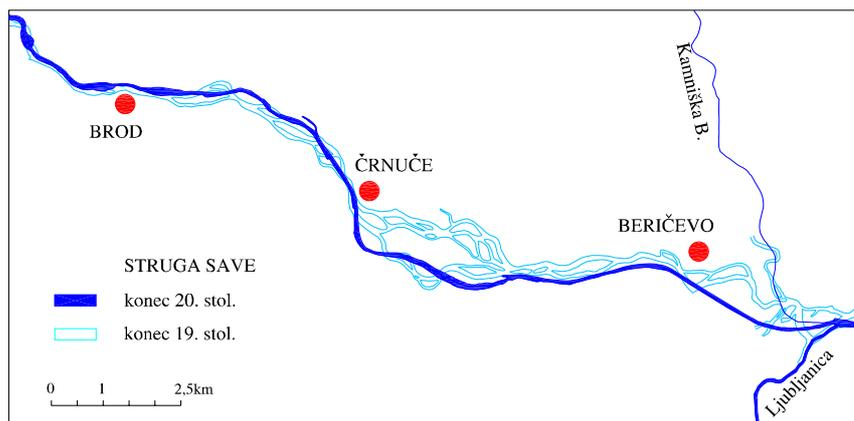 Kamniška B.
BROD
ČRNUČE
BERIČEVO
STRUGA SAVE
konec 20. stol.
konec 19. stol.
0 1 2,5km
Ljubljanica